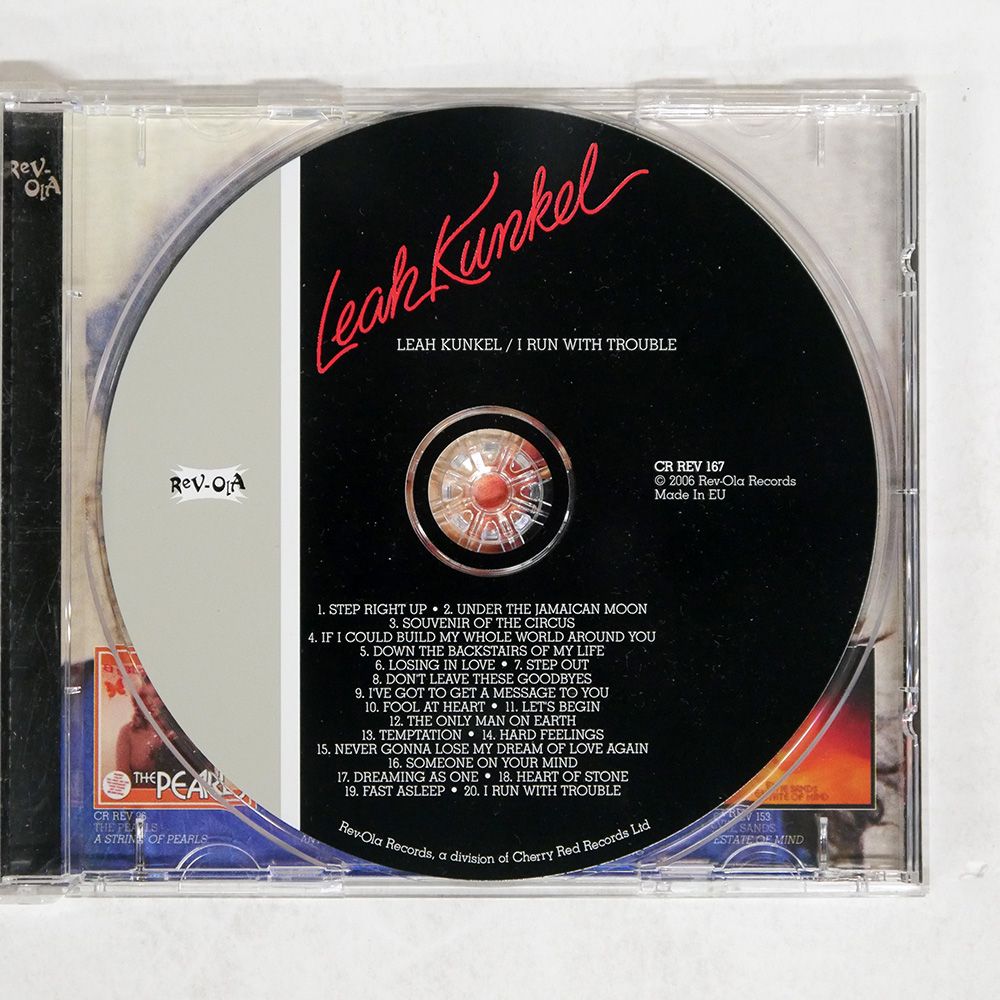 ReV-
OlA
Leah Kunkel
LEAH KUNKEL / I RUN WITH TROUBLE
ReV-OlA
CR REV 167
© 2006 Rev-Ola Records
Made In EU
1. STEP RIGHT UP • 2. UNDER THE JAMAICAN MOON
3. SOUVENIR OF THE CIRCUS
4. IF I COULD BUILD MY WHOLE WORLD AROUND YOU
5. DOWN THE BACKSTAIRS OF MY LIFE
6. LOSING IN LOVE • 7. STEP OUT
8. DON'T LEAVE THESE GOODBYES
9. I'VE GOT TO GET A MESSAGE TO YOU
10. FOOL AT HEART • 11. LET'S BEGIN
12. THE ONLY MAN ON EARTH
13. TEMPTATION • 14. HARD FEELINGS
15. NEVER GONNA LOSE MY DREAM OF LOVE AGAIN
16. SOMEONE ON YOUR MIND
17. DREAMING AS ONE • 18. HEART OF STONE
19. FAST ASLEEP • 20. I RUN WITH TROUBLE
Rev-Ola Records, a division of Cherry Red Records Ltd
THE
CR REV
THE PEARLS
A STRING OF PEARLS
153
SANDS
ESTATE OF MIND